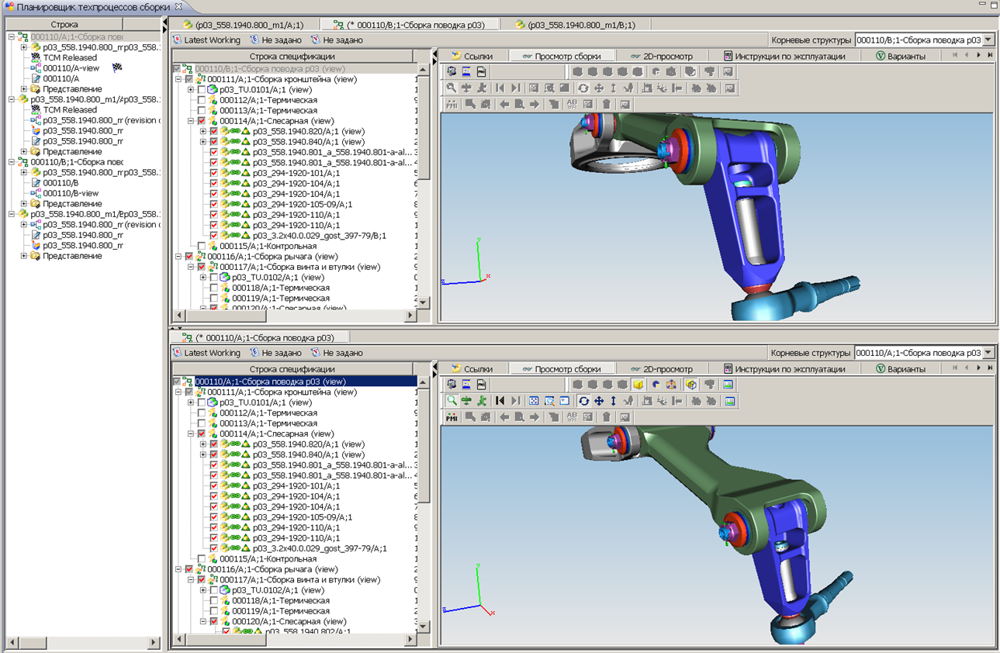 Планировщик техпроцессов сборки
Строка
000110/A;1-Сборка пово
p03_558.1940.800_m p03_558.:
TCM Released
000110/A-view
000110/A
Представление
p03_558.1940.800_m1/A p03_558.:
TCM Released
p03_558.1940.800_m (revision
p03_558.1940.800_m
p03_558.1940.800_m
Представление
000110/B;1-Сборка пово
p03_558.1940.800_m p03_558.:
000110/B
000110/B-view
Представление
p03_558.1940.800_m1/B p03_558.:
p03_558.1940.800_m (revision
p03_558.1940.800_m
p03_558.1940.800_m
Представление
(p03_558.1940.800_m1/A;1) (* 000110/B;1-Сборка поводка p03) (p03_558.1940.800_m1/B;1)
Latest Working Не задано Не задано Корневые структуры 000110/B;1-Сборка поводка p03
Строка спецификации
000110/B;1-Сборка поводка p03 (view)
000111/A;1-Сборка кронштейна (view) 1
p03_TU.0101/A;1 (view)
000112/A;1-Термическая
000113/A;1-Термическая
000114/A;1-Слесарная (view)
p03_558.1940.820/A;1 (view)
p03_558.1940.840/A;1 (view)
p03_558.1940.801_a_558.1940.801-a-al...
p03_558.1940.801_a_558.1940.801-a-al...
p03_294-1920-101/A;1
p03_294-1920-104/A;1
p03_294-1920-104/A;1
p03_294-1920-105-09/A;1
p03_294-1920-110/A;1
p03_294-1920-110/A;1
p03_3.2x40.0.029_gost_397-79/B;1
000115/A;1-Контрольная
000116/A;1-Сборка рычага (view)
000117/A;1-Сборка винта и втулки (view)
p03_TU.0102/A;1 (view)
000118/A;1-Термическая
000119/A;1-Термическая
000120/A;1-Слесарная (view)
Ссылки Просмотр сборки 2D-просмотр Инструкции по эксплуатации Варианты
PMI
y
x
z
(* 000110/A;1-Сборка поводка p03)
Latest Working Не задано Не задано Корневые структуры 000110/A;1-Сборка поводка p03
Строка спецификации
000110/A;1-Сборка поводка p03 (view)
000111/A;1-Сборка кронштейна (view)
p03_TU.0101/A;1 (view)
000112/A;1-Термическая
000113/A;1-Термическая
000114/A;1-Слесарная (view)
p03_558.1940.820/A;1 (view)
p03_558.1940.840/A;1 (view)
p03_558.1940.801_a_558.1940.801-a-al...
p03_558.1940.801_a_558.1940.801-a-al...
p03_294-1920-101/A;1
p03_294-1920-104/A;1
p03_294-1920-104/A;1
p03_294-1920-105-09/A;1
p03_294-1920-110/A;1
p03_294-1920-110/A;1
p03_3.2x40.0.029_gost_397-79/A;1
000115/A;1-Контрольная
000116/A;1-Сборка рычага (view)
000117/A;1-Сборка винта и втулки (view)
p03_TU.0102/A;1 (view)
000118/A;1-Термическая
000119/A;1-Термическая
000120/A;1-Слесарная (view)
p03_558.1940.802/A;1
Ссылки Просмотр сборки 2D-просмотр Инструкции по эксплуатации Варианты
PMI
y
x
z